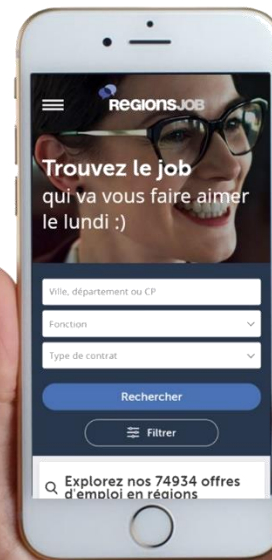 REGIONSJOB
Trouvez le job
qui va vous faire aimer
le lundi :)
Ville, département ou CP
Fonction
Type de contrat
Rechercher
Filtrer
Explorez nos 74934 offres
d'emploi en régions